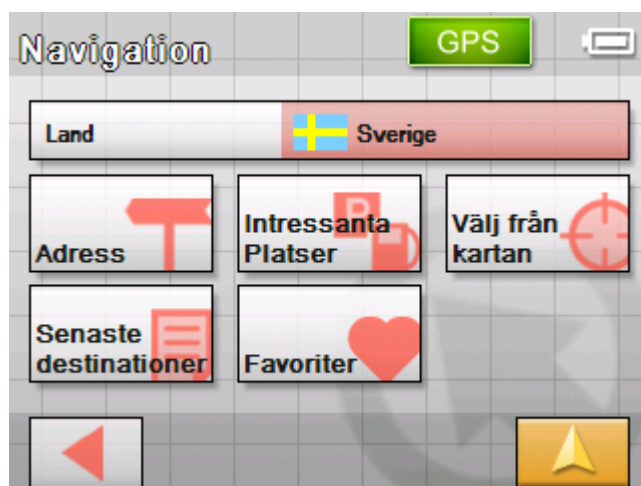 Navigation
GPS
Land
Sverige
Adress
Intressanta
Platser
Välj från
kartan
Senaste
destinationer
Favoriter